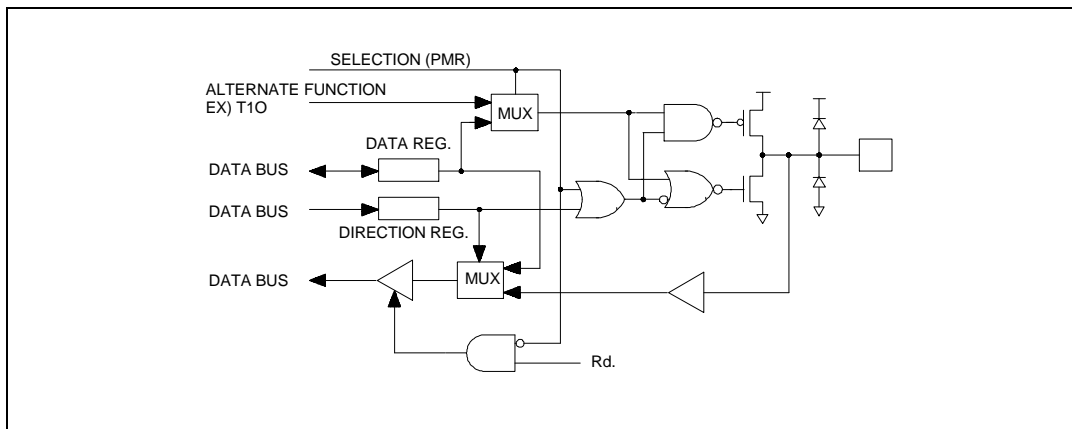 SELECTION (PMR)
ALTERNATE FUNCTION
EX) T1O
MUX
DATA REG.
DATA BUS
DATA BUS
DIRECTION REG.
DATA BUS
MUX
Rd.